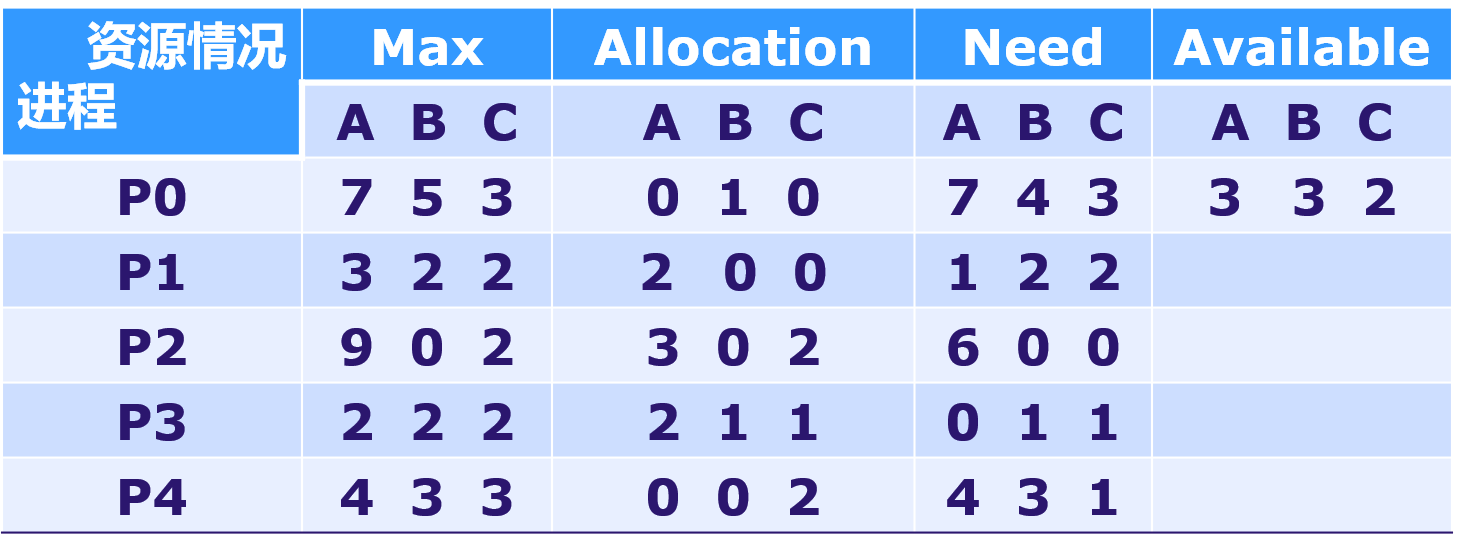 资源情况 Max Allocation Need Available
进程
A B C A B C A B C A B C
P0 7 5 3 0 1 0 7 4 3 3 3 2
P1 3 2 2 2 0 0 1 2 2
P2 9 0 2 3 0 2 6 0 0
P3 2 2 2 2 1 1 0 1 1
P4 4 3 3 0 0 2 4 3 1